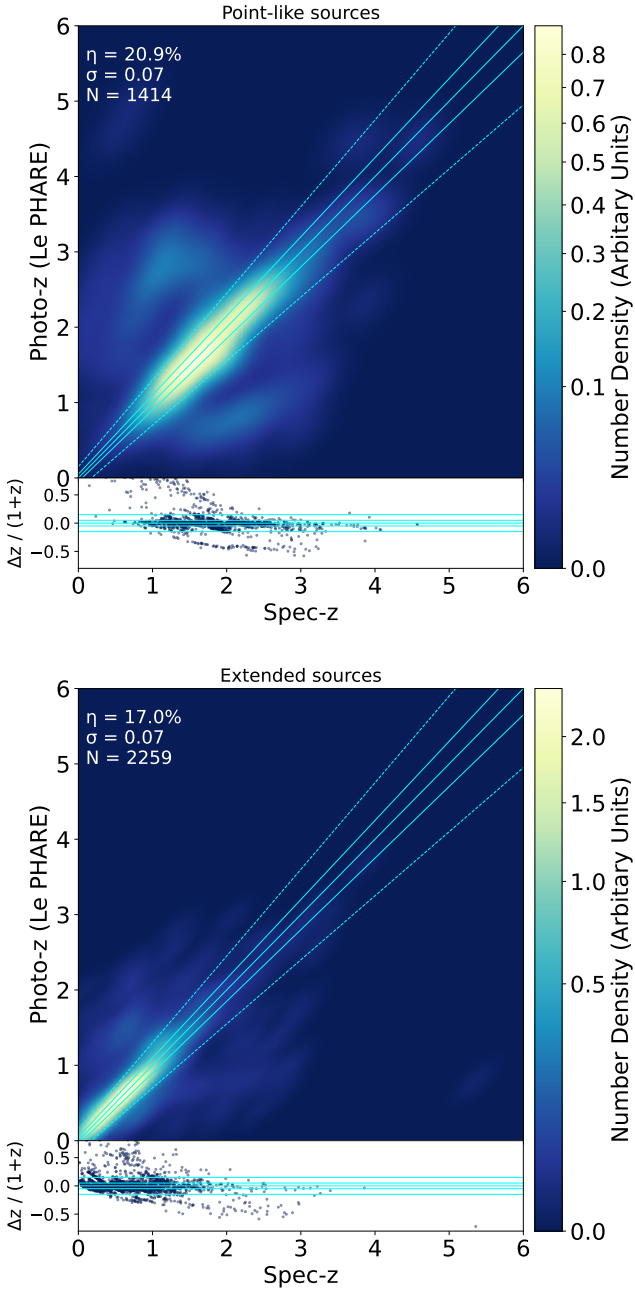 Point-like sources
η = 20.9%
σ = 0.07
N = 1414
6
5
4
3
2
1
0
Photo-z (Le PHARE)
0.8
0.7
0.6
0.5
0.4
0.3
0.2
0.1
0.0
Number Density (Arbitary Units)
0.5
0.0
−0.5
Δz / (1+z)
0 1 2 3 4 5 6
Spec-z
Extended sources
η = 17.0%
σ = 0.07
N = 2259
6
5
4
3
2
1
0
Photo-z (Le PHARE)
2.0
1.5
1.0
0.5
0.0
Number Density (Arbitary Units)
0.5
0.0
−0.5
Δz / (1+z)
0 1 2 3 4 5 6
Spec-z